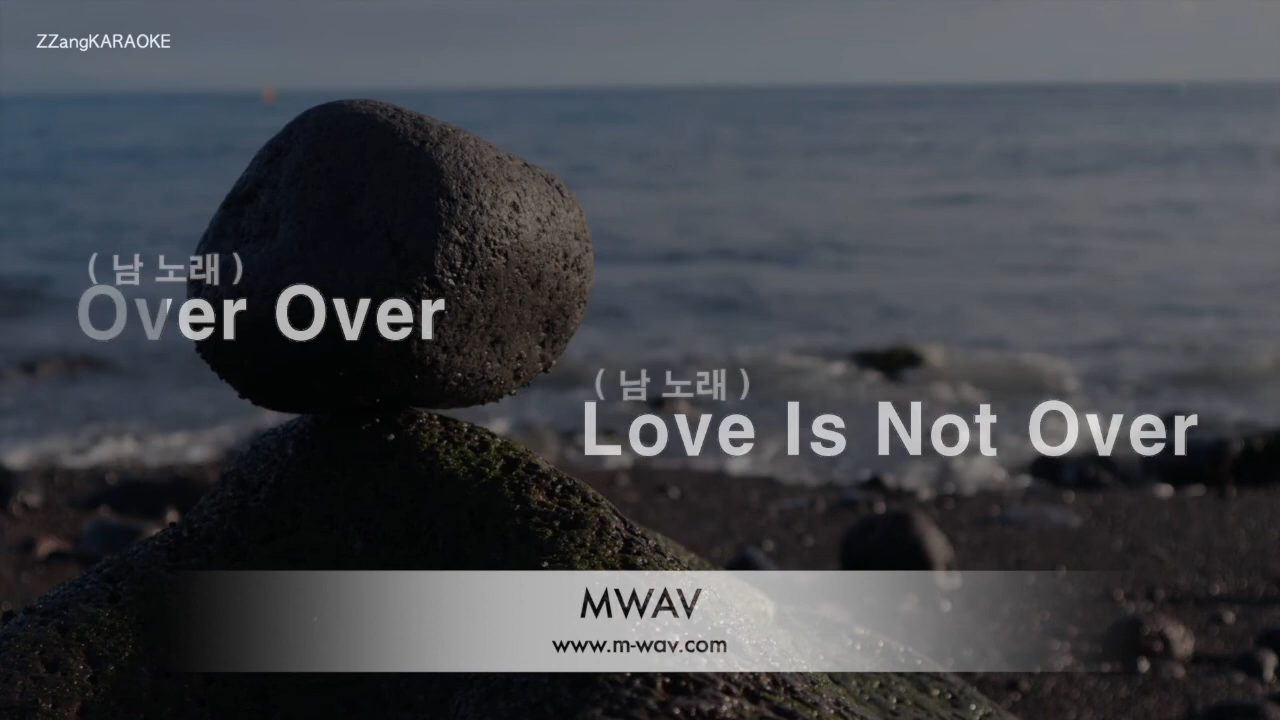 ZZangKARAOKE
( 남 노래 )
Over Over
( 남 노래 )
Love Is Not Over
MWAV
www.m-wav.com